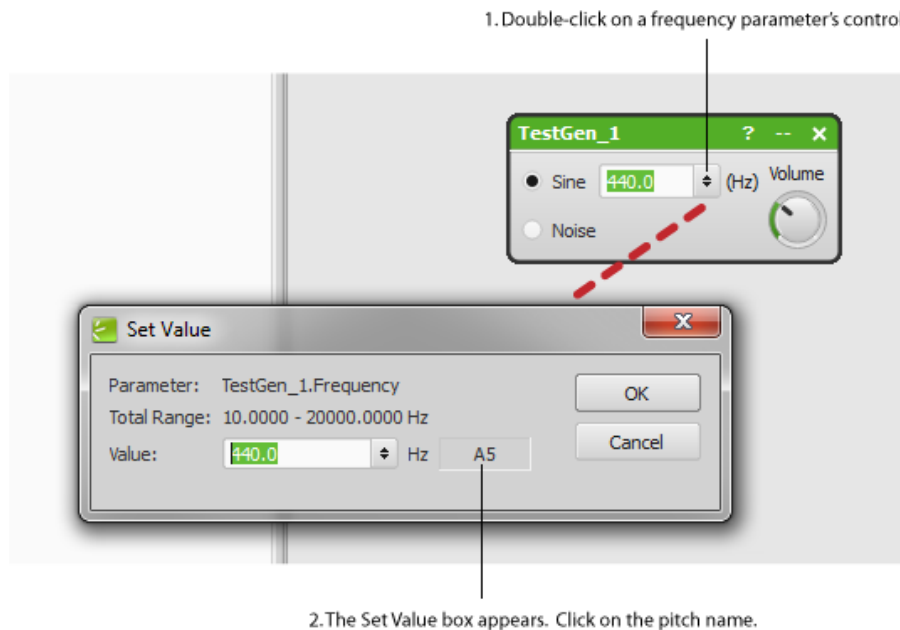 1. Double-click on a frequency parameter's control
TestGen_1 ? -- x
Sine 440.0 (Hz) Volume
Noise
Set Value
Parameter: TestGen_1.Frequency
OK
Total Range: 10.0000 - 20000.0000 Hz
Value: 440.0 Hz A5
Cancel
2. The Set Value box appears. Click on the pitch name.